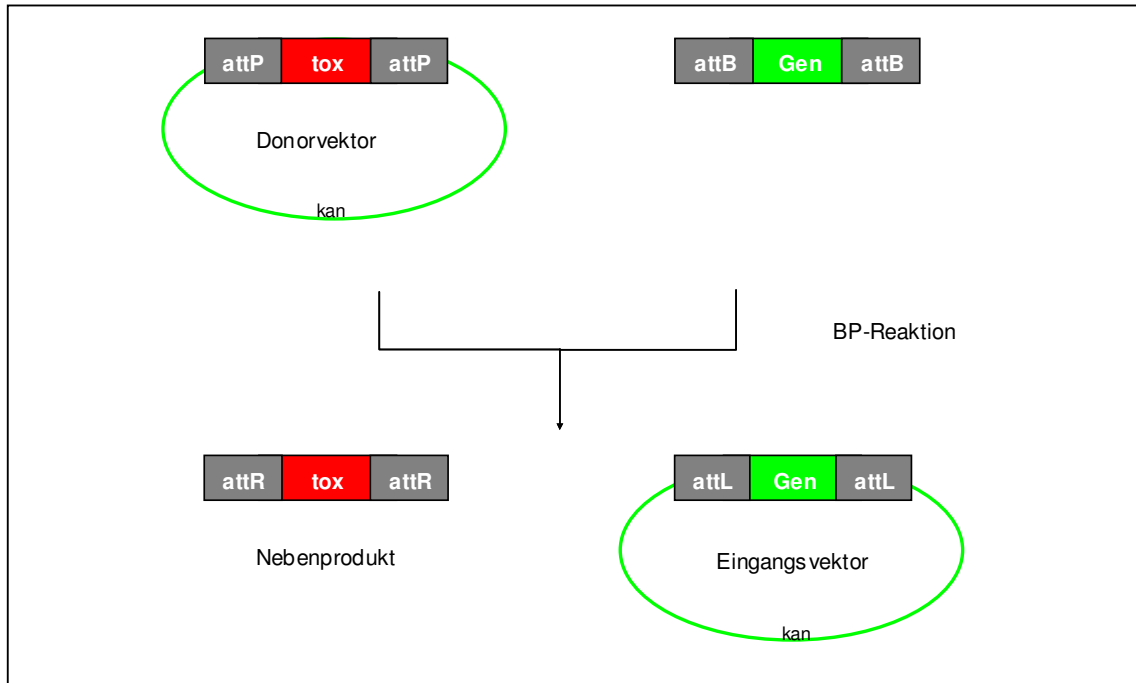 attP tox attP
attB Gen attB
Donorvektor
kan
BP-Reaktion
attR tox attR
attL Gen attL
Nebenprodukt
Eingangsvektor
kan